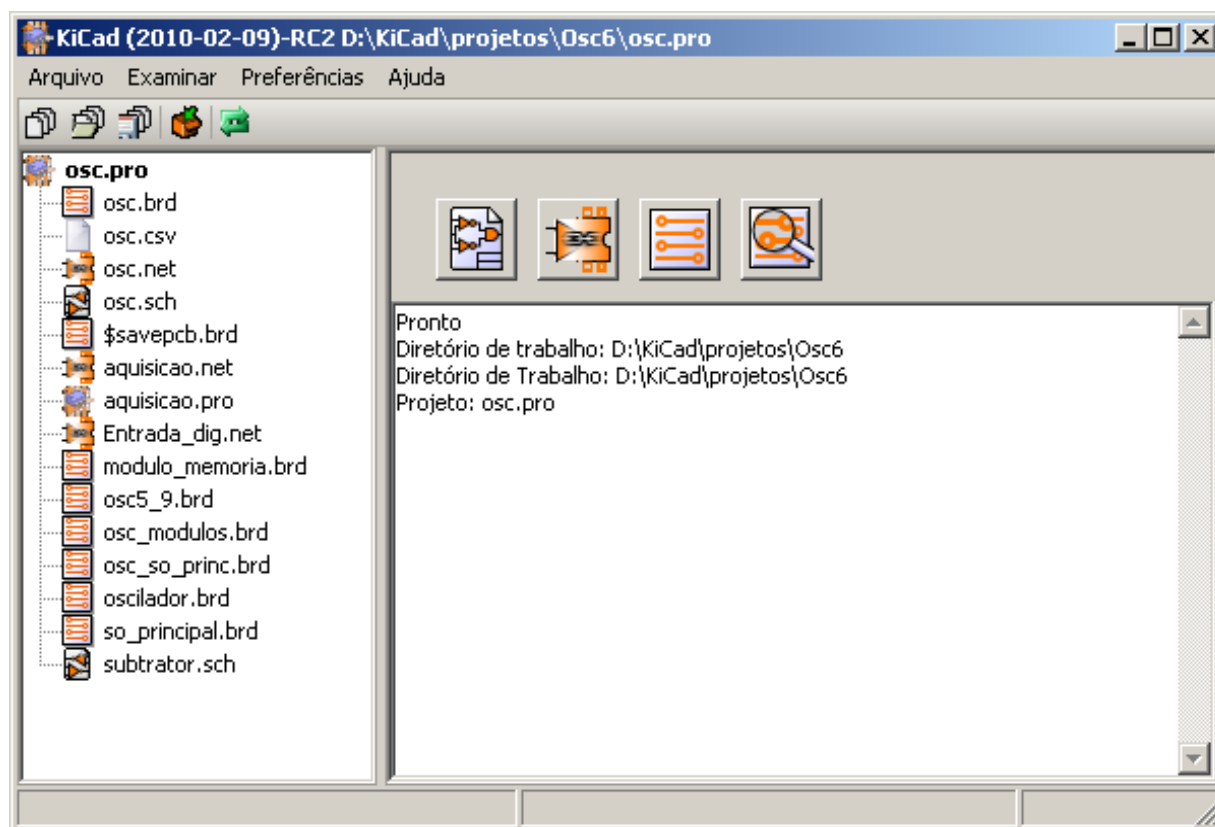 KiCad (2010-02-09)-RC2 D:\KiCad\projetos\Osc6\osc.pro
Arquivo Examinar Preferências Ajuda
osc.pro
osc.brd
osc.csv
osc.net
osc.sch
$savepcb.brd
aquisicao.net
aquisicao.pro
Entrada_dig.net
modulo_memoria.brd
osc5_9.brd
osc_modulos.brd
osc_so_princ.brd
oscilador.brd
so_principal.brd
subtrator.sch
Pronto
Diretório de trabalho: D:\KiCad\projetos\Osc6
Diretório de Trabalho: D:\KiCad\projetos\Osc6
Projeto: osc.pro